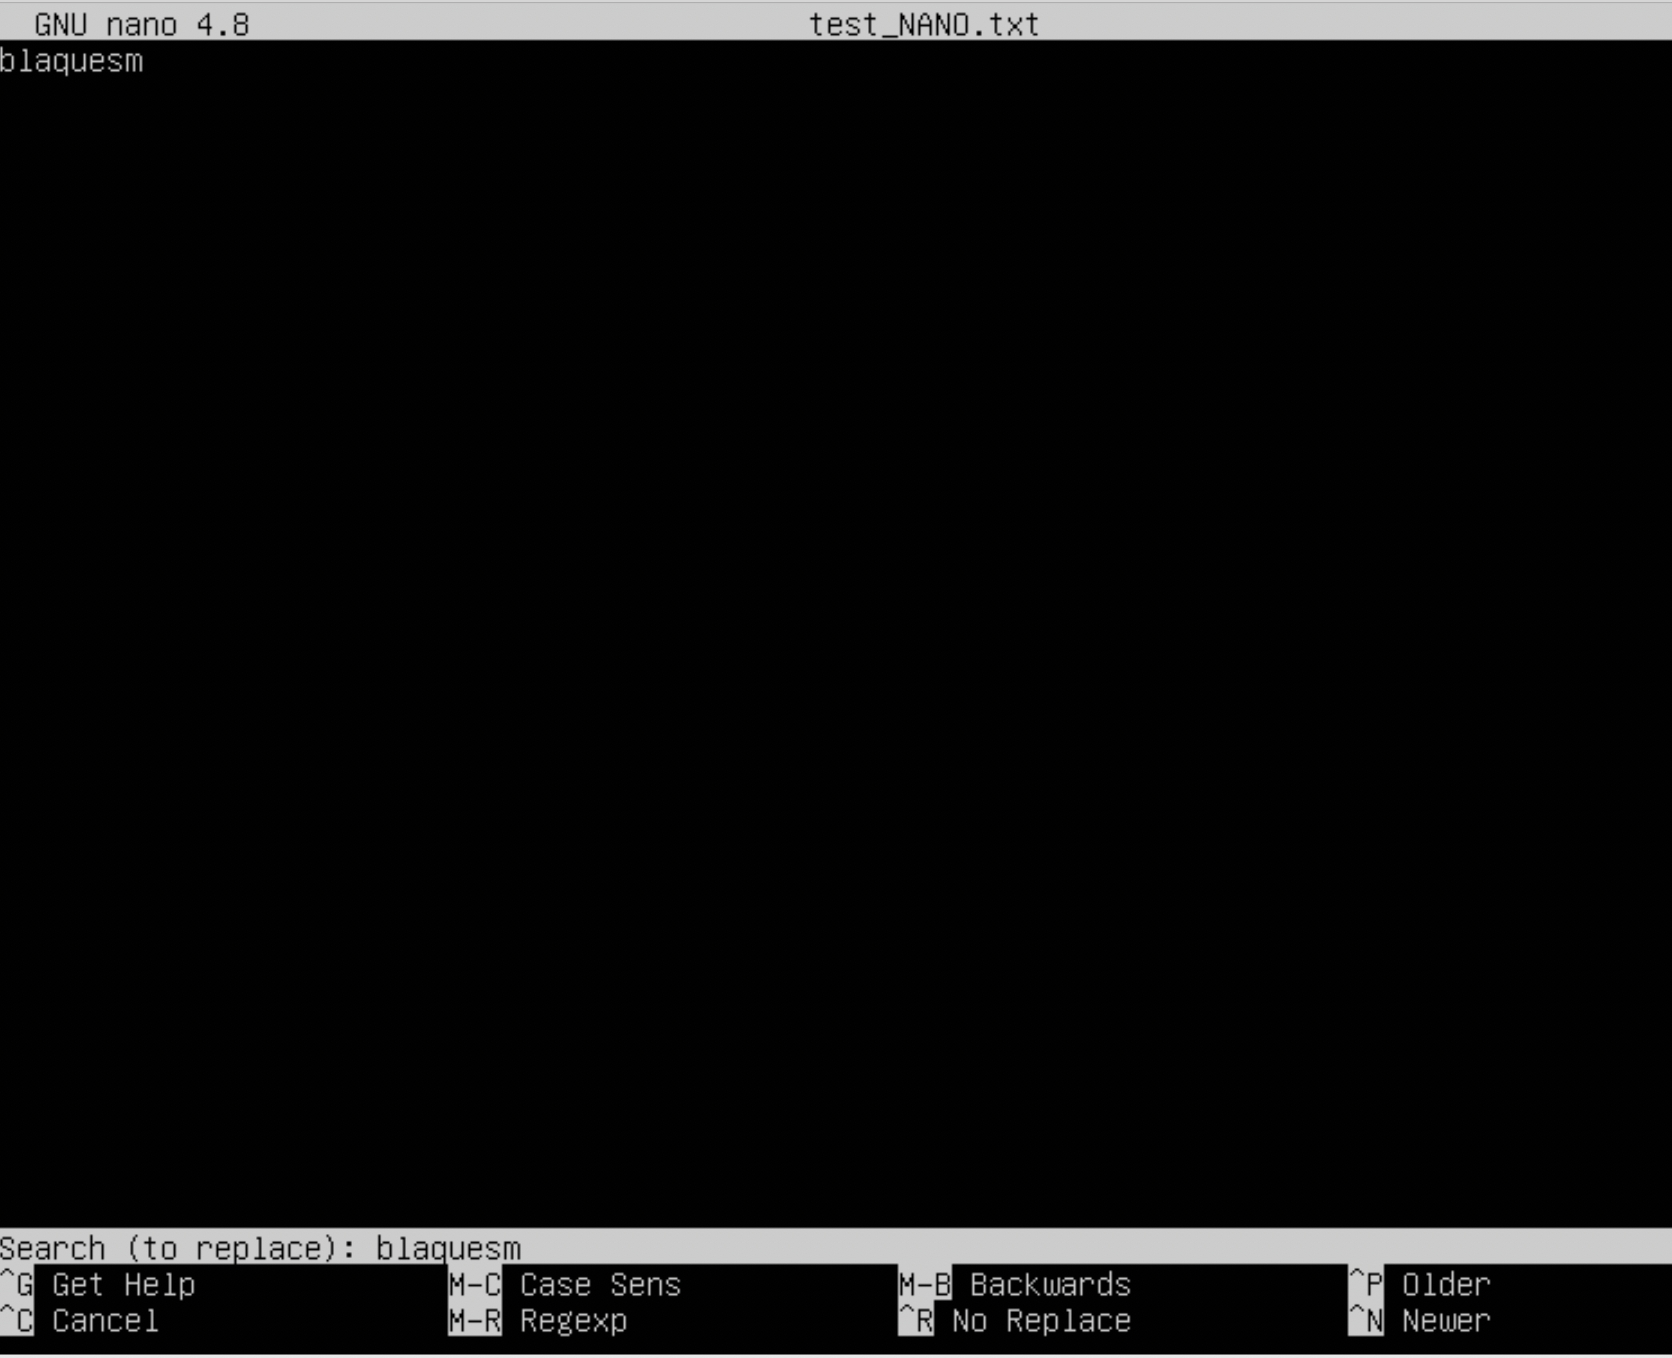 GNU nano 4.8 test_NANO.txt
blaquesm
Search (to replace): blaquesm
^G Get Help M-C Case Sens M-B Backwards ^P Older
^C Cancel M-R Regexp ^R No Replace ^N Newer